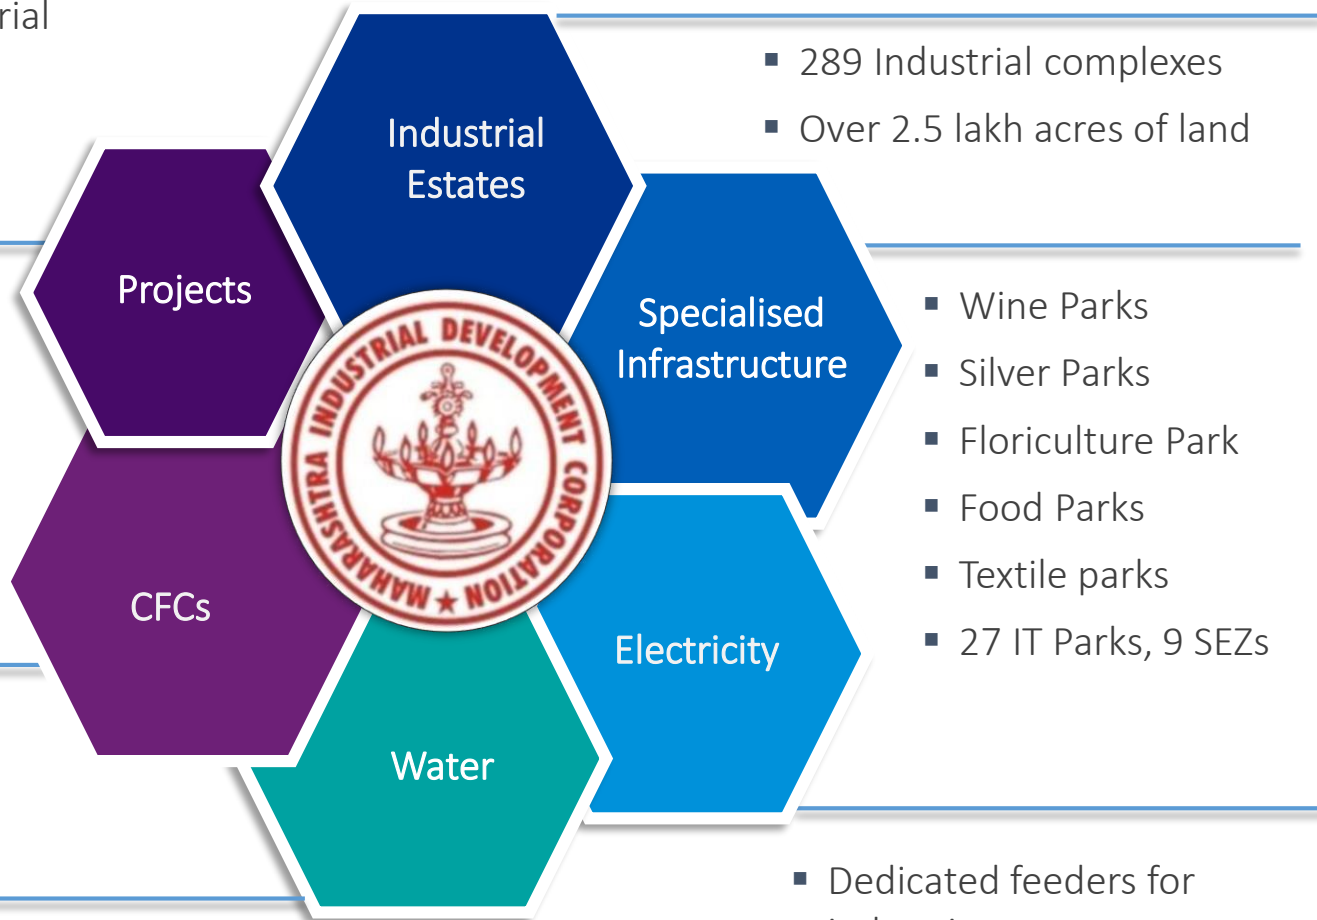 rial
Industrial
Estates
289 Industrial complexes
Over 2.5 lakh acres of land
Projects
Specialised
Infrastructure
Wine Parks
Silver Parks
Floriculture Park
Food Parks
Textile parks
27 IT Parks, 9 SEZs
MAHARASHTRA INDUSTRIAL DEVELOPMENT CORPORATION
CFCs
Electricity
Water
Dedicated feeders for